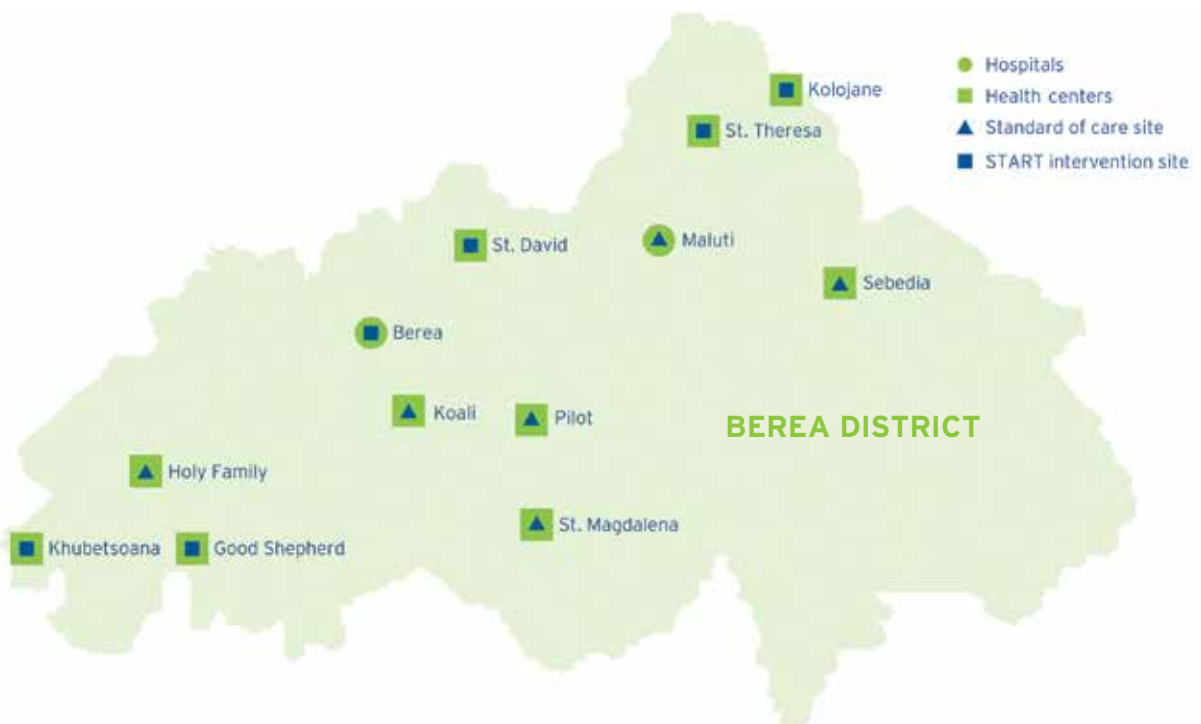 Hospitals
Health centers
Standard of care site
START intervention site
Kolojane
St. Theresa
St. David
Maluti
Sebedia
Berea
Koali
Pilot
BEREA DISTRICT
Holy Family
St. Magdalena
Khubetsoana
Good Shepherd